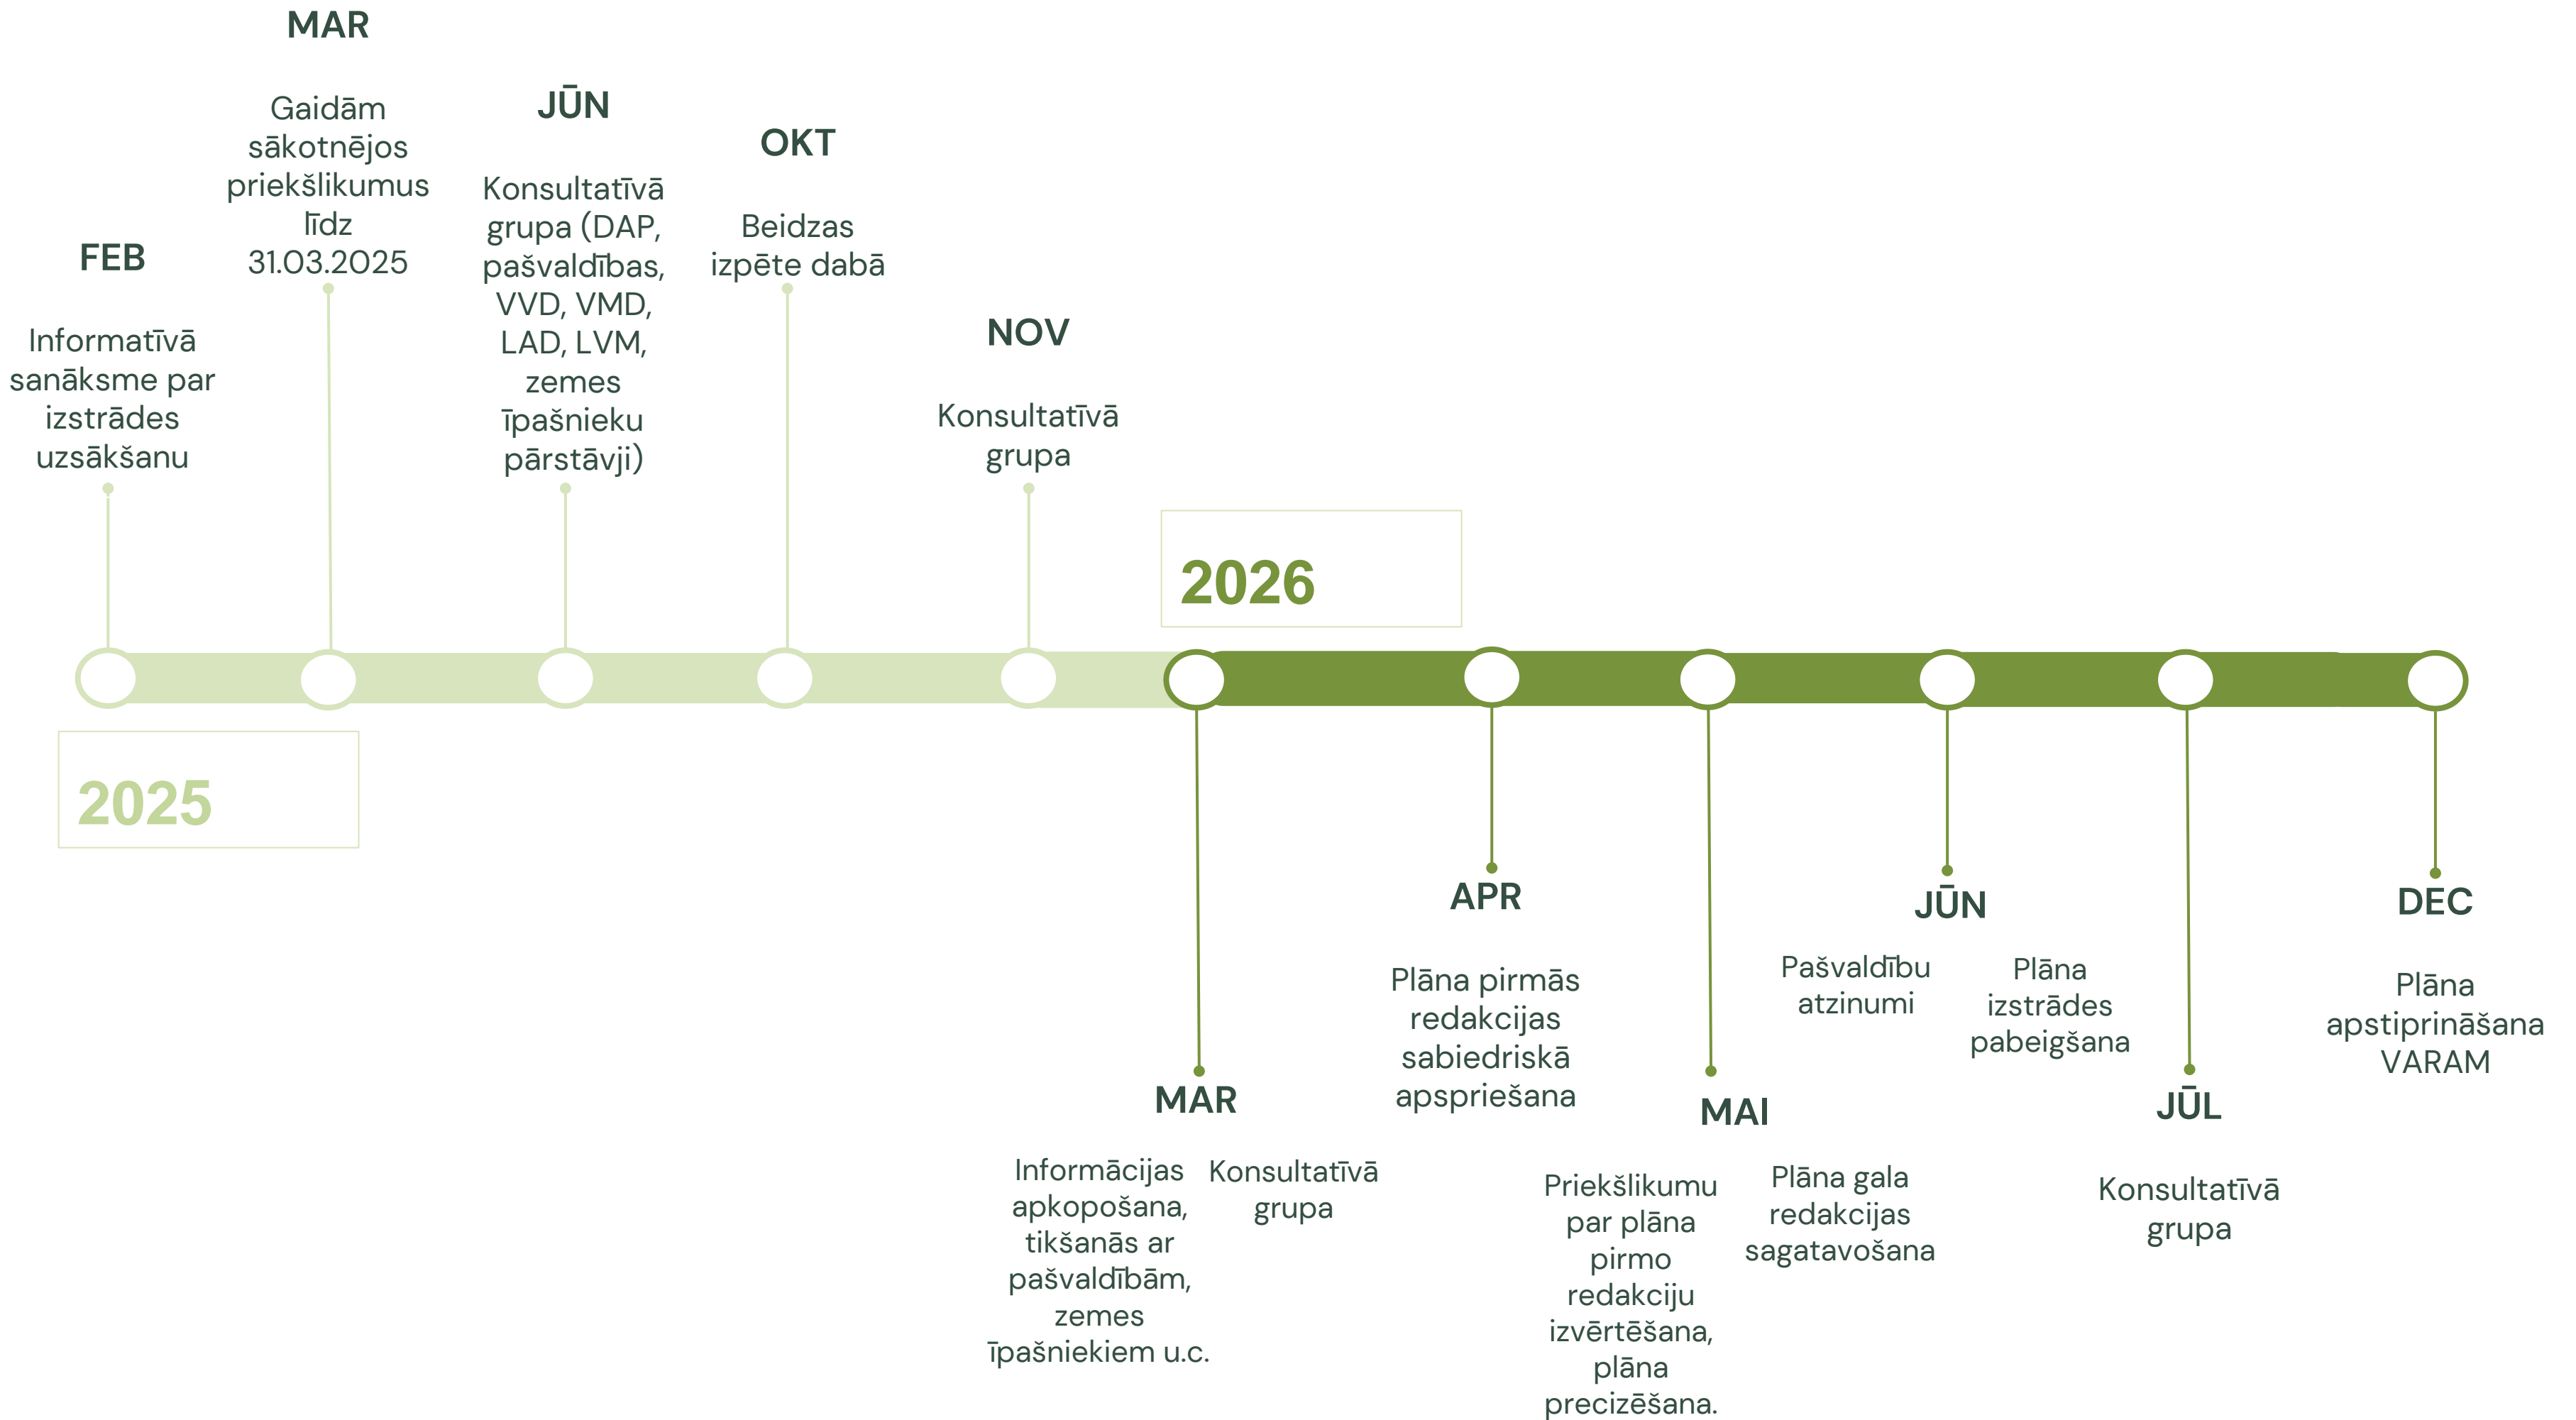 MAR
Gaidām
sākotnējos
priekšlikumus
līdz
31.03.2025
JŪN
Konsultatīvā
grupa (DAP,
pašvaldības,
VVD, VMD,
LAD, LVM,
zemes
īpašnieku
pārstāvji)
OKT
Beidzas
izpēte dabā
FEB
Informatīvā
sanāksme par
izstrādes
uzsākšanu
NOV
Konsultatīvā
grupa
2026
2025
APR
Plāna pirmās
redakcijas
sabiedriskā
apspriešana
JŪN
Pašvaldību
atzinumi
Plāna
izstrādes
pabeigšana
DEC
Plāna
apstiprināšana
VARAM
MAR
Informācijas
apkopošana,
tikšanās ar
pašvaldībām,
zemes
īpašniekiem u.c.
Konsultatīvā
grupa
MAI
Priekšlikumu
par plāna
pirmo
redakciju
izvērtēšana,
plāna
precizēšana.
Plāna gala
redakcijas
sagatavošana
JŪL
Konsultatīvā
grupa